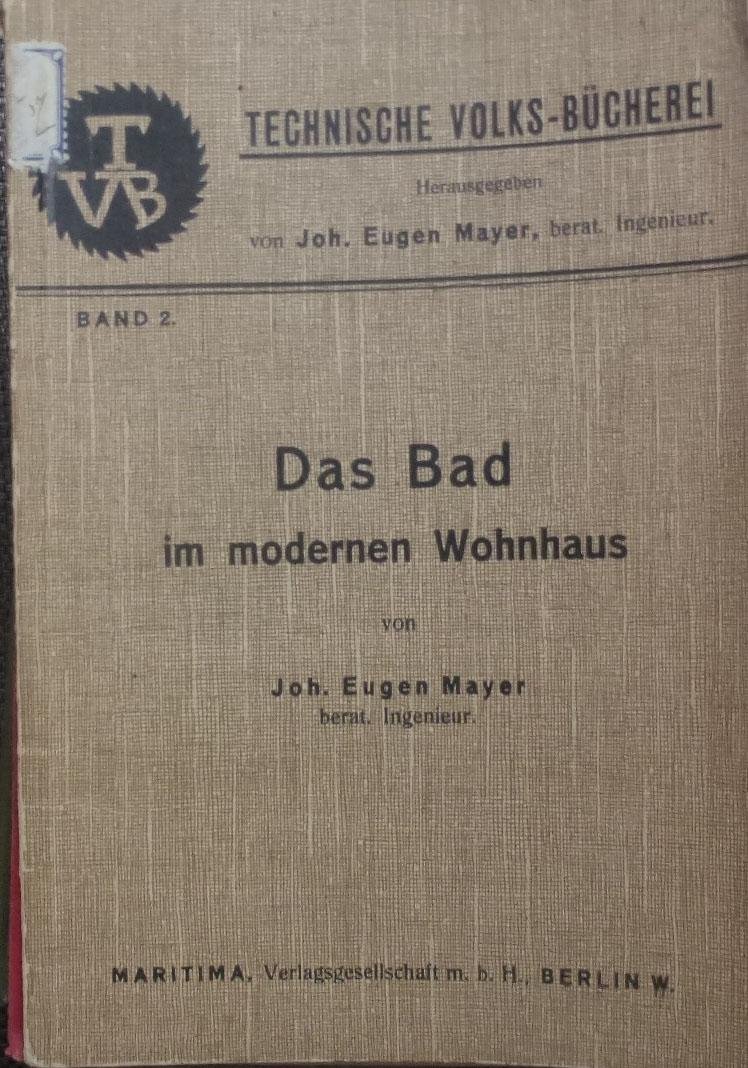 T
VB
TECHNISCHE VOLKS-BÜCHEREI
Herausgegeben
von Joh. Eugen Mayer, berat. Ingenieur.
BAND 2.
Das Bad
im modernen Wohnhaus
von
Joh. Eugen Mayer
berat. Ingenieur.
MARITIMA, Verlagsgesellschaft m. b. H., BERLIN W.